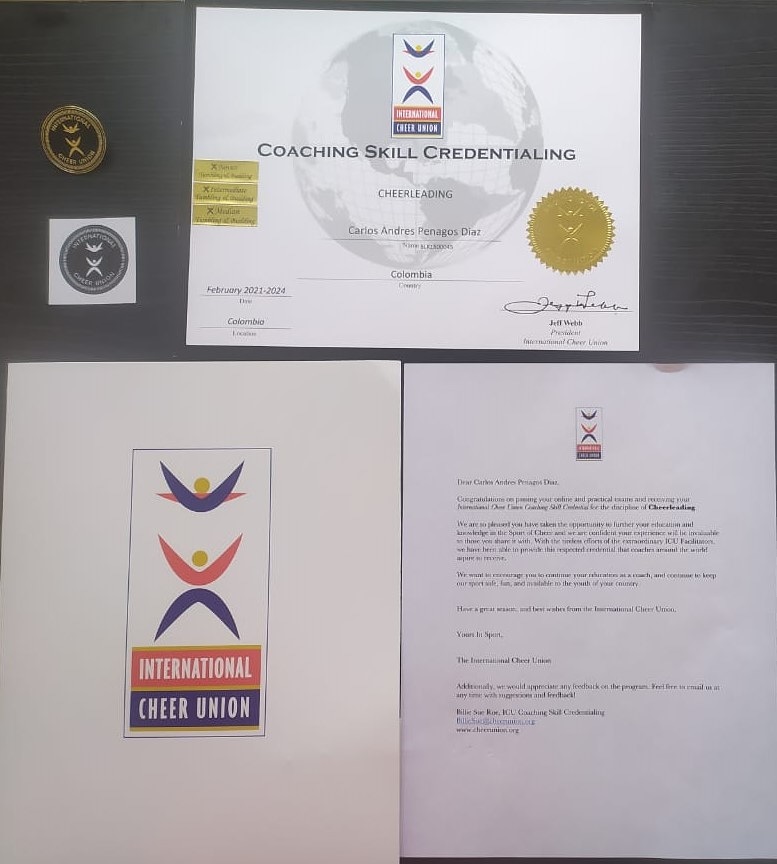 INTERNATIONAL
CHEER UNION
COACHING SKILL CREDENTIALING
INTERNATIONAL
CHEER UNION
X Novice
Tumbling & Building
X Intermediate
Tumbling & Building
X Median
Tumbling & Building
CHEERLEADING
Carlos Andres Penagos Diaz
Name
Colombia
Country
February 2021-2024
Date
Colombia
Location
Jeff Webb
President
International Cheer Union
INTERNATIONAL
CHEER UNION
INTERNATIONAL
CHEER UNION
INTERNATIONAL
CHEER UNION
Dear Carlos Andres Penagos Diaz,
Congratulations on passing your online and practical exams and receiving your
International Cheer Union Coaching Skill Credential for the discipline of Cheerleading.
We are so pleased you have taken the opportunity to further your education and
knowledge in the Sport of Cheer and we are confident your experience will be invaluable
to those you share it with. With the tireless efforts of the extraordinary ICU Facilitators,
we have been able to provide this respected credential that coaches around the world
aspire to receive.
We want to encourage you to continue your education as a coach, and continue to keep
our sport safe, fun, and available to the youth of your country.
Have a great season, and best wishes from the International Cheer Union.
Yours In Sport,
The International Cheer Union
Additionally, we would appreciate any feedback on the program. Feel free to email us at
any time with suggestions and feedback!
Billie Sue Roe, ICU Coaching Skill Credentialing
BillieSue@cheerunion.org
www.cheerunion.org